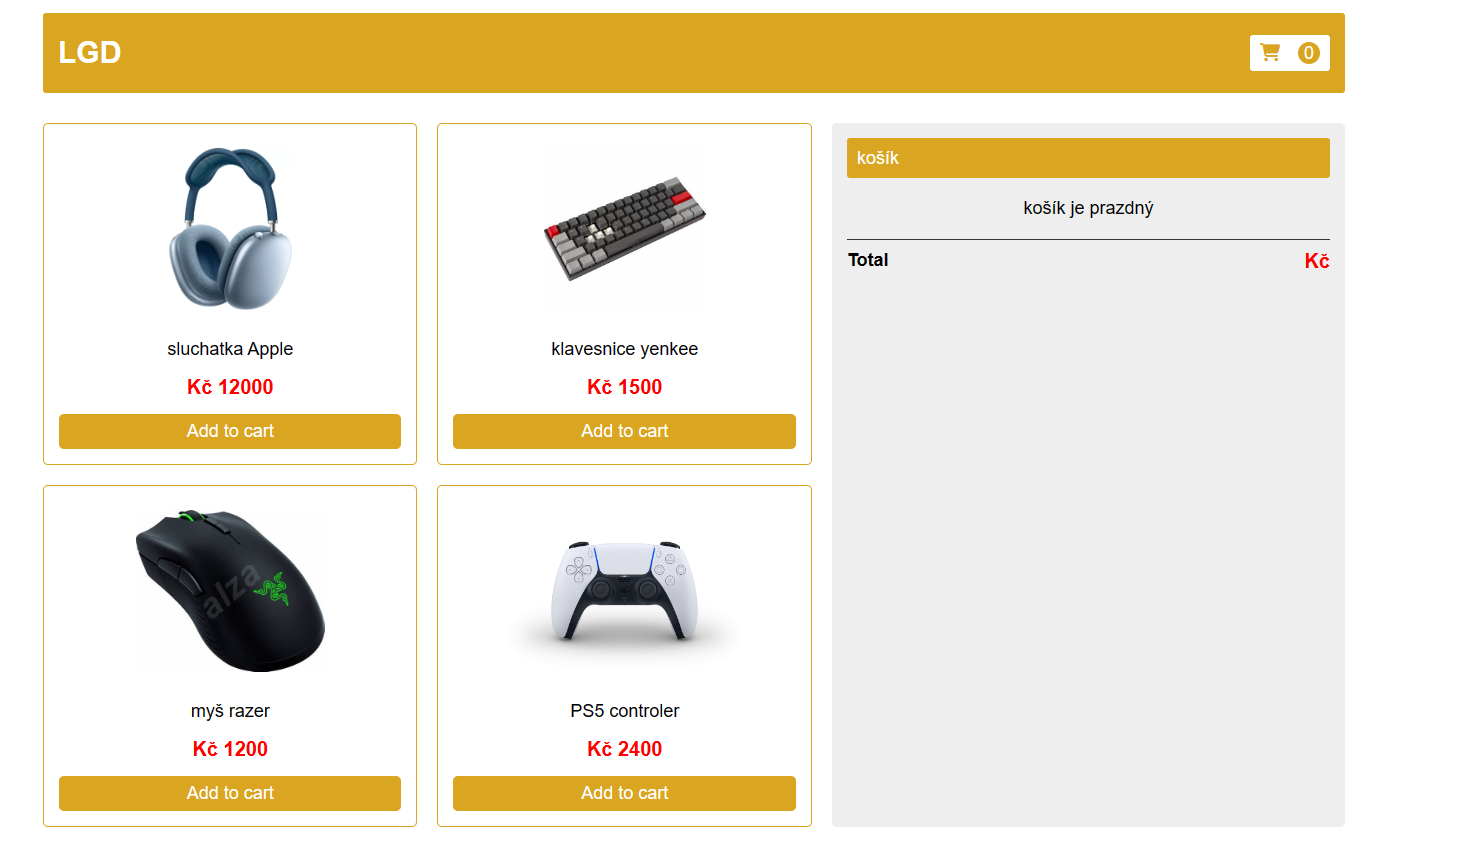 LGD
0
sluchatka Apple
Kč 12000
Add to cart
klavesnice yenkee
Kč 1500
Add to cart
košík
košík je prazdný
Total
Kč
alza
myš razer
Kč 1200
Add to cart
PS5 controler
Kč 2400
Add to cart